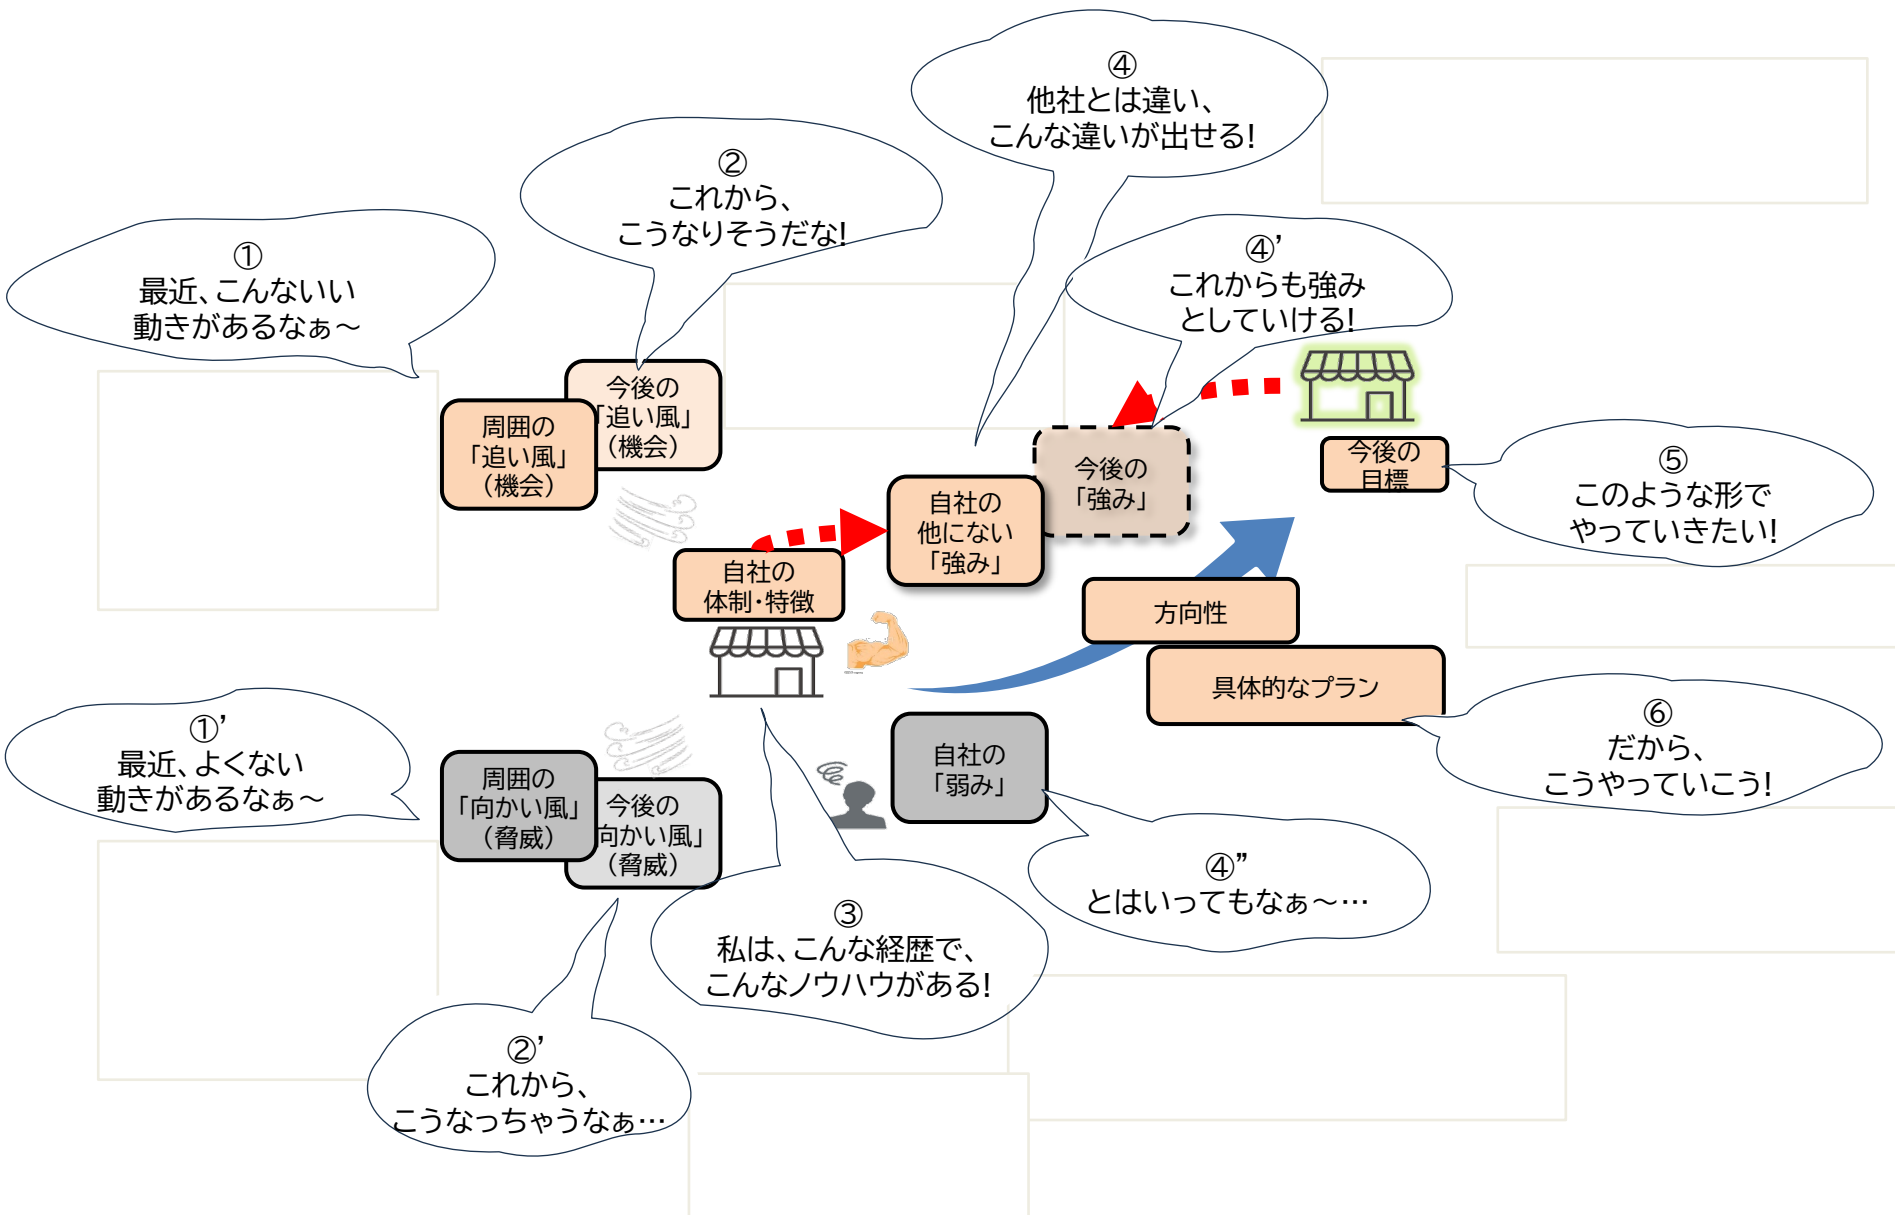 ④
他社とは違い、
こんな違いが出せる!
②
これから、
こうなりそうだな!
①
最近、こんないい
動きがあるなぁ～
④’
これからも強み
としていける!
今後の
「追い風」
（機会）
周囲の
「追い風」
（機会）
今後の
「強み」
自社の
他にない
「強み」
今後の
目標
⑤
このような形で
やっていきたい!
自社の
体制・特徴
方向性
具体的なプラン
①’
最近、よくない
動きがあるなぁ～
周囲の
「向かい風」
（脅威）
今後の
向かい風」
（脅威）
自社の
「弱み」
⑥
だから、
こうやっていこう!
④”
とはいってもなぁ～…
③
私は、こんな経歴で、
こんなノウハウがある!
②’
これから、
こうなっちゃうなぁ…